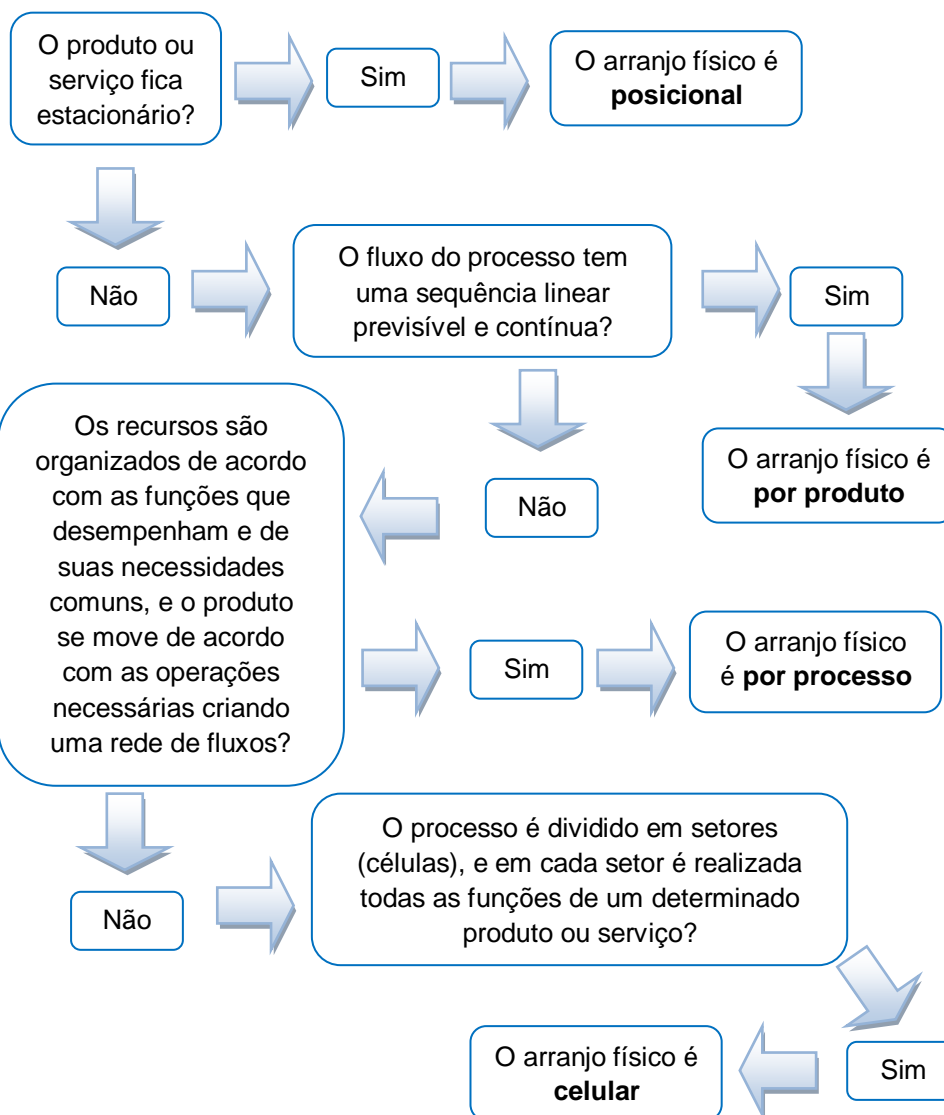 O produto ou
serviço fica
estacionário?
Sim
O arranjo físico é
posicional
Não
O fluxo do processo tem
uma sequência linear
previsível e contínua?
Sim
O arranjo físico é
por produto
Não
Os recursos são
organizados de acordo
com as funções que
desempenham e de
suas necessidades
comuns, e o produto
se move de acordo
com as operações
necessárias criando
uma rede de fluxos?
Sim
O arranjo físico
é por processo
Não
O processo é dividido em setores
(células), e em cada setor é realizada
todas as funções de um determinado
produto ou serviço?
Sim
O arranjo físico é
celular